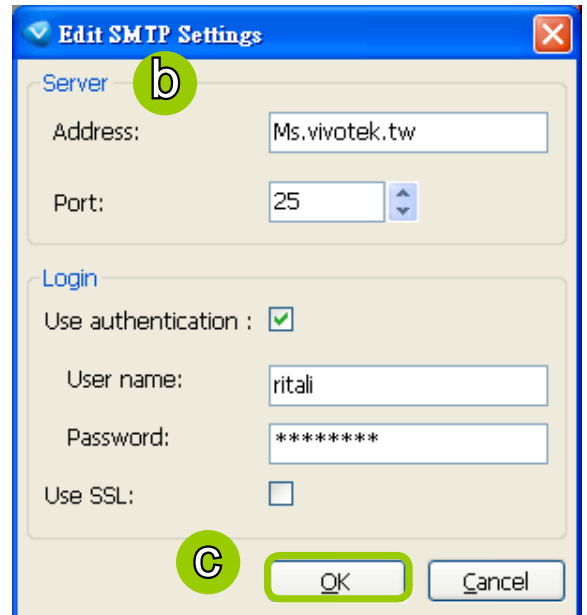 Edit SMTP Settings
Server b
Address: Ms.vivotek.tw
Port: 25
Login
Use authentication :
User name: ritali
Password: ********
Use SSL:
c OK Cancel